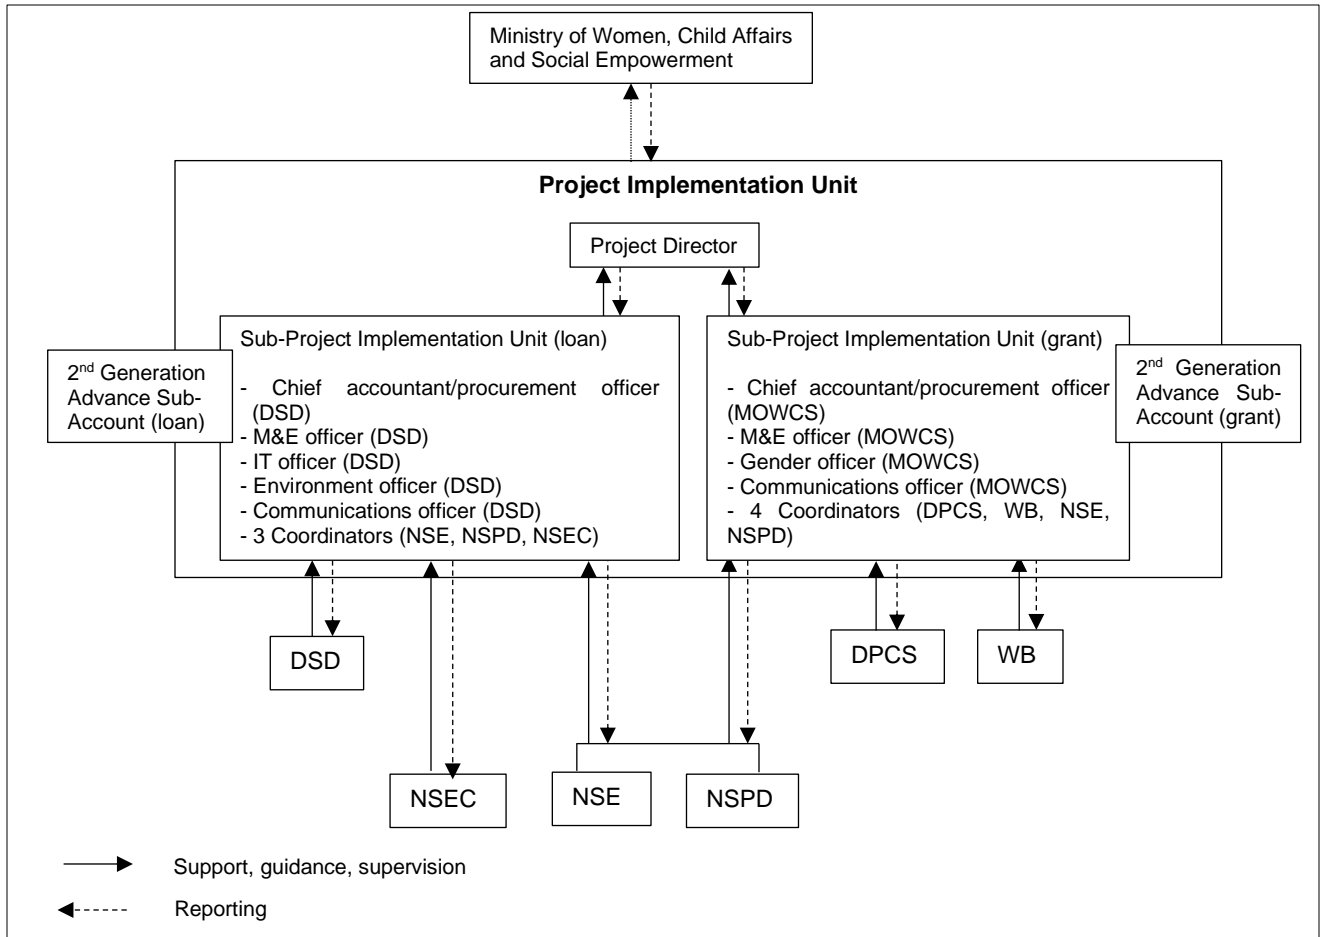 Ministry of Women, Child Affairs
and Social Empowerment
Project Implementation Unit
Project Director
Sub-Project Implementation Unit (loan)
- Chief accountant/procurement officer
(DSD)
- M&E officer (DSD)
- IT officer (DSD)
- Environment officer (DSD)
- Communications officer (DSD)
- 3 Coordinators (NSE, NSPD, NSEC)
Sub-Project Implementation Unit (grant)
- Chief accountant/procurement officer
(MOWCS)
- M&E officer (MOWCS)
- Gender officer (MOWCS)
- Communications officer (MOWCS)
- 4 Coordinators (DPCS, WB, NSE,
NSPD)
2nd Generation
Advance Sub-
Account (loan)
2nd Generation
Advance Sub-
Account (grant)
DSD
DPCS
WB
NSEC
NSE
NSPD
Support, guidance, supervision
Reporting